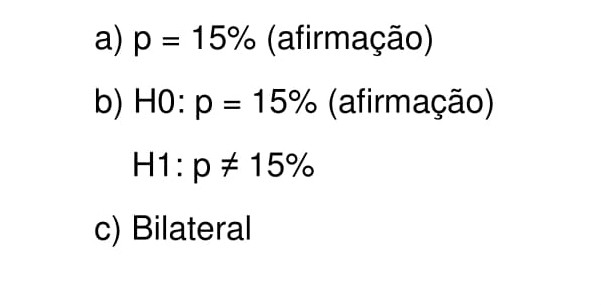 a) p = 15% (afirmação)
b) H0: p = 15% (afirmação)
H1: p ≠ 15%
c) Bilateral